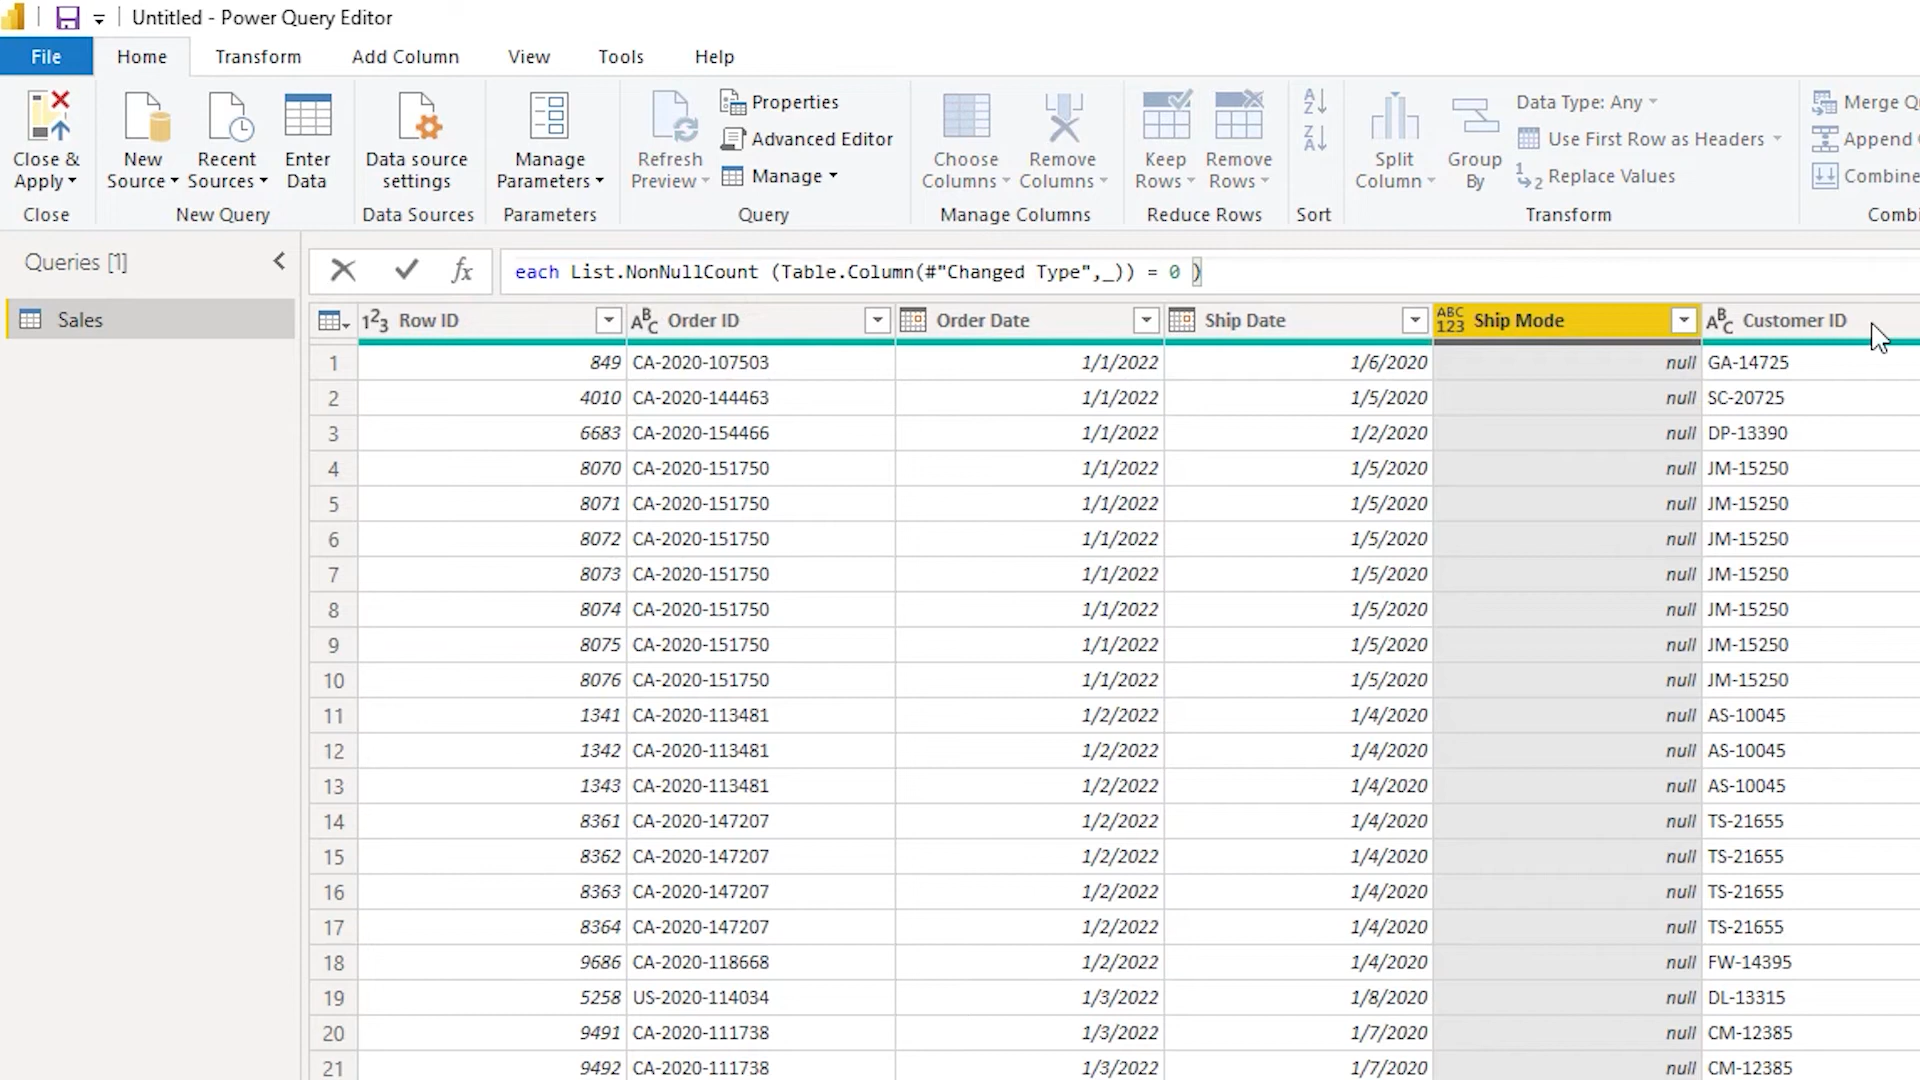 Untitled - Power Query Editor
File Home Transform Add Column View Tools Help
Close & Apply
New Source
Recent Sources
Enter Data
Data source settings
Manage Parameters
Refresh Preview
Properties
Advanced Editor
Manage
Choose Columns
Remove Columns
Keep Rows
Remove Rows
A Z
Z A
Split Column
Group By
Data Type: Any
Use First Row as Headers
1 2 Replace Values
Merge Q
Append
Combine
Close New Query Data Sources Parameters Query Manage Columns Reduce Rows Sort Transform Combi
Queries [1]
Sales
fx each List.NonNullCount (Table.Column(#"Changed Type",_)) = 0 )
123 Row ID ABC Order ID Order Date Ship Date ABC 123 Ship Mode ABC Customer ID
1 849 CA-2020-107503 1/1/2022 1/6/2020 null GA-14725
2 4010 CA-2020-144463 1/1/2022 1/5/2020 null SC-20725
3 6683 CA-2020-154466 1/1/2022 1/2/2020 null DP-13390
4 8070 CA-2020-151750 1/1/2022 1/5/2020 null JM-15250
5 8071 CA-2020-151750 1/1/2022 1/5/2020 null JM-15250
6 8072 CA-2020-151750 1/1/2022 1/5/2020 null JM-15250
7 8073 CA-2020-151750 1/1/2022 1/5/2020 null JM-15250
8 8074 CA-2020-151750 1/1/2022 1/5/2020 null JM-15250
9 8075 CA-2020-151750 1/1/2022 1/5/2020 null JM-15250
10 8076 CA-2020-151750 1/1/2022 1/5/2020 null JM-15250
11 1341 CA-2020-113481 1/2/2022 1/4/2020 null AS-10045
12 1342 CA-2020-113481 1/2/2022 1/4/2020 null AS-10045
13 1343 CA-2020-113481 1/2/2022 1/4/2020 null AS-10045
14 8361 CA-2020-147207 1/2/2022 1/4/2020 null TS-21655
15 8362 CA-2020-147207 1/2/2022 1/4/2020 null TS-21655
16 8363 CA-2020-147207 1/2/2022 1/4/2020 null TS-21655
17 8364 CA-2020-147207 1/2/2022 1/4/2020 null TS-21655
18 9686 CA-2020-118668 1/2/2022 1/4/2020 null FW-14395
19 5258 US-2020-114034 1/3/2022 1/8/2020 null DL-13315
20 9491 CA-2020-111738 1/3/2022 1/7/2020 null CM-12385
21 9492 CA-2020-111738 1/3/2022 1/7/2020 null CM-12385